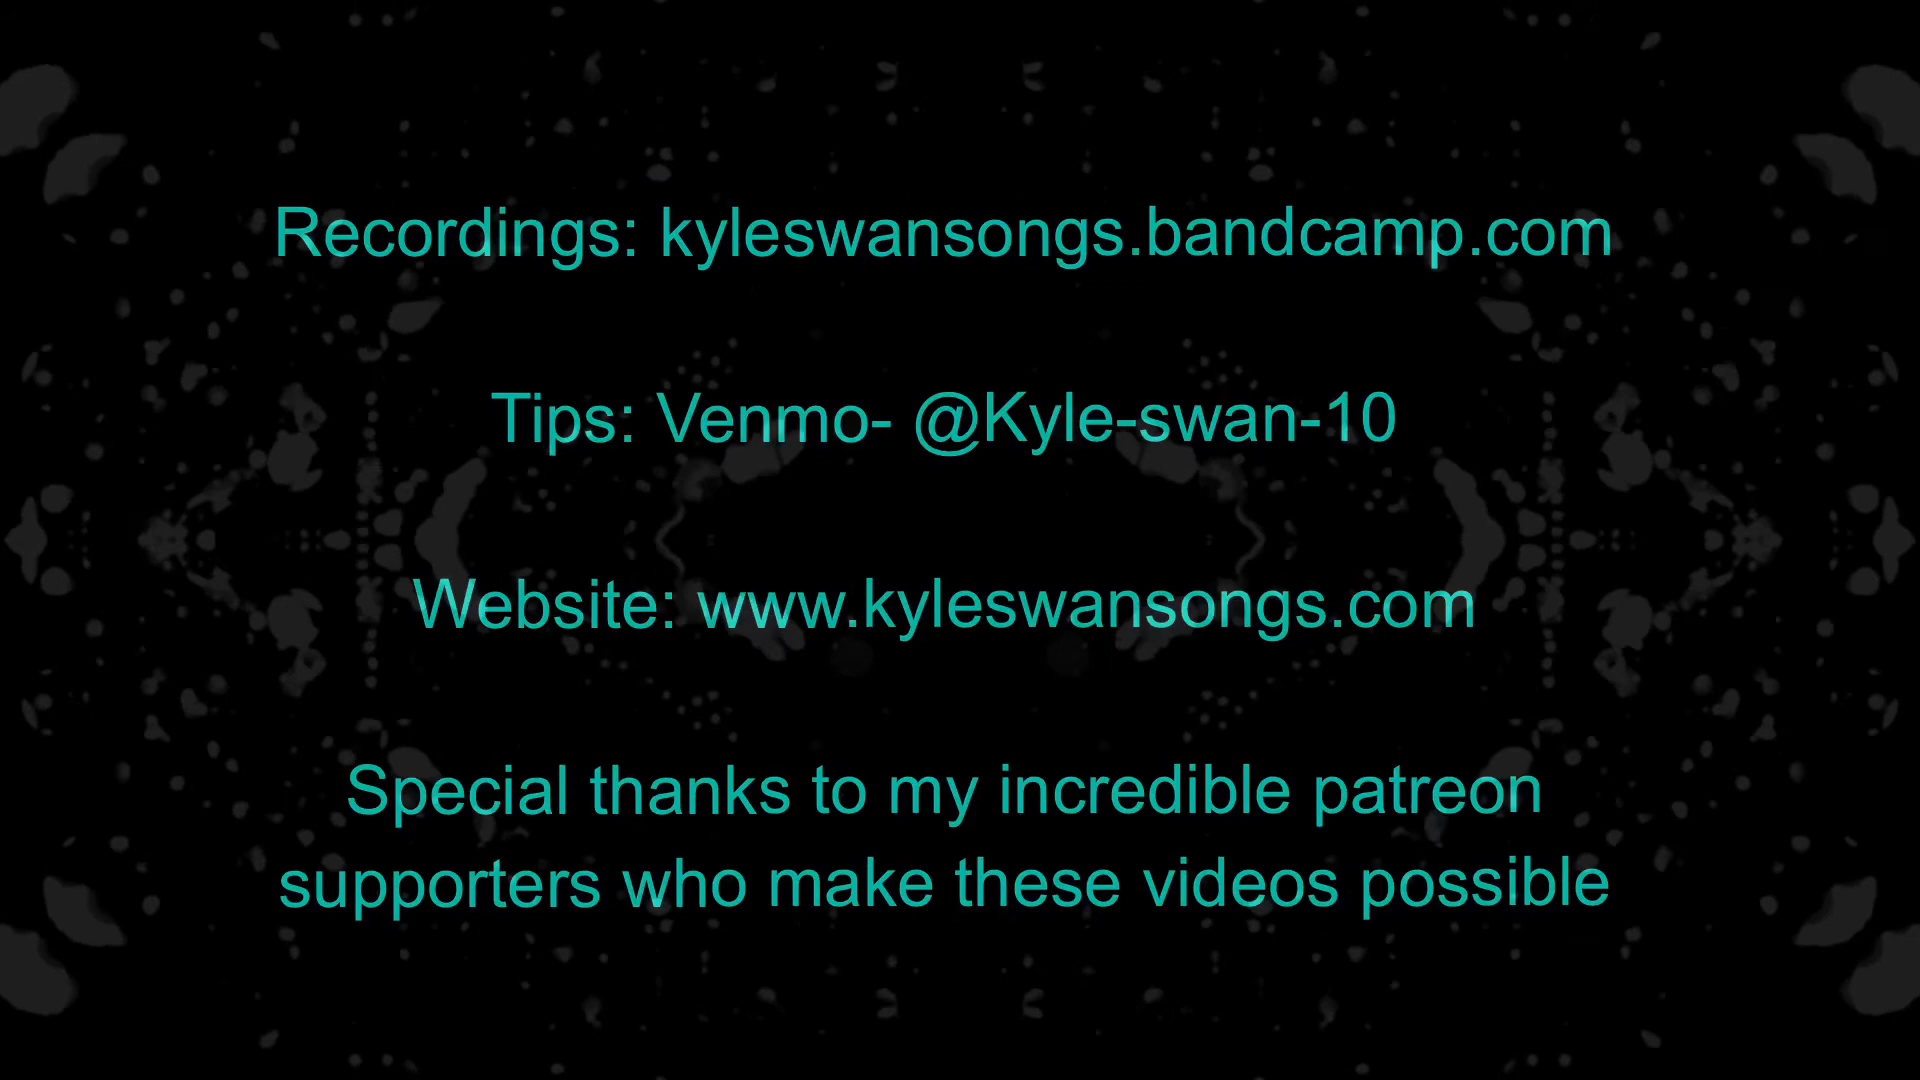 Recordings: kyleswansongs.bandcamp.com
Tips: Venmo- @Kyle-swan-10
Website: www.kyleswansongs.com
Special thanks to my incredible patreon
supporters who make these videos possible